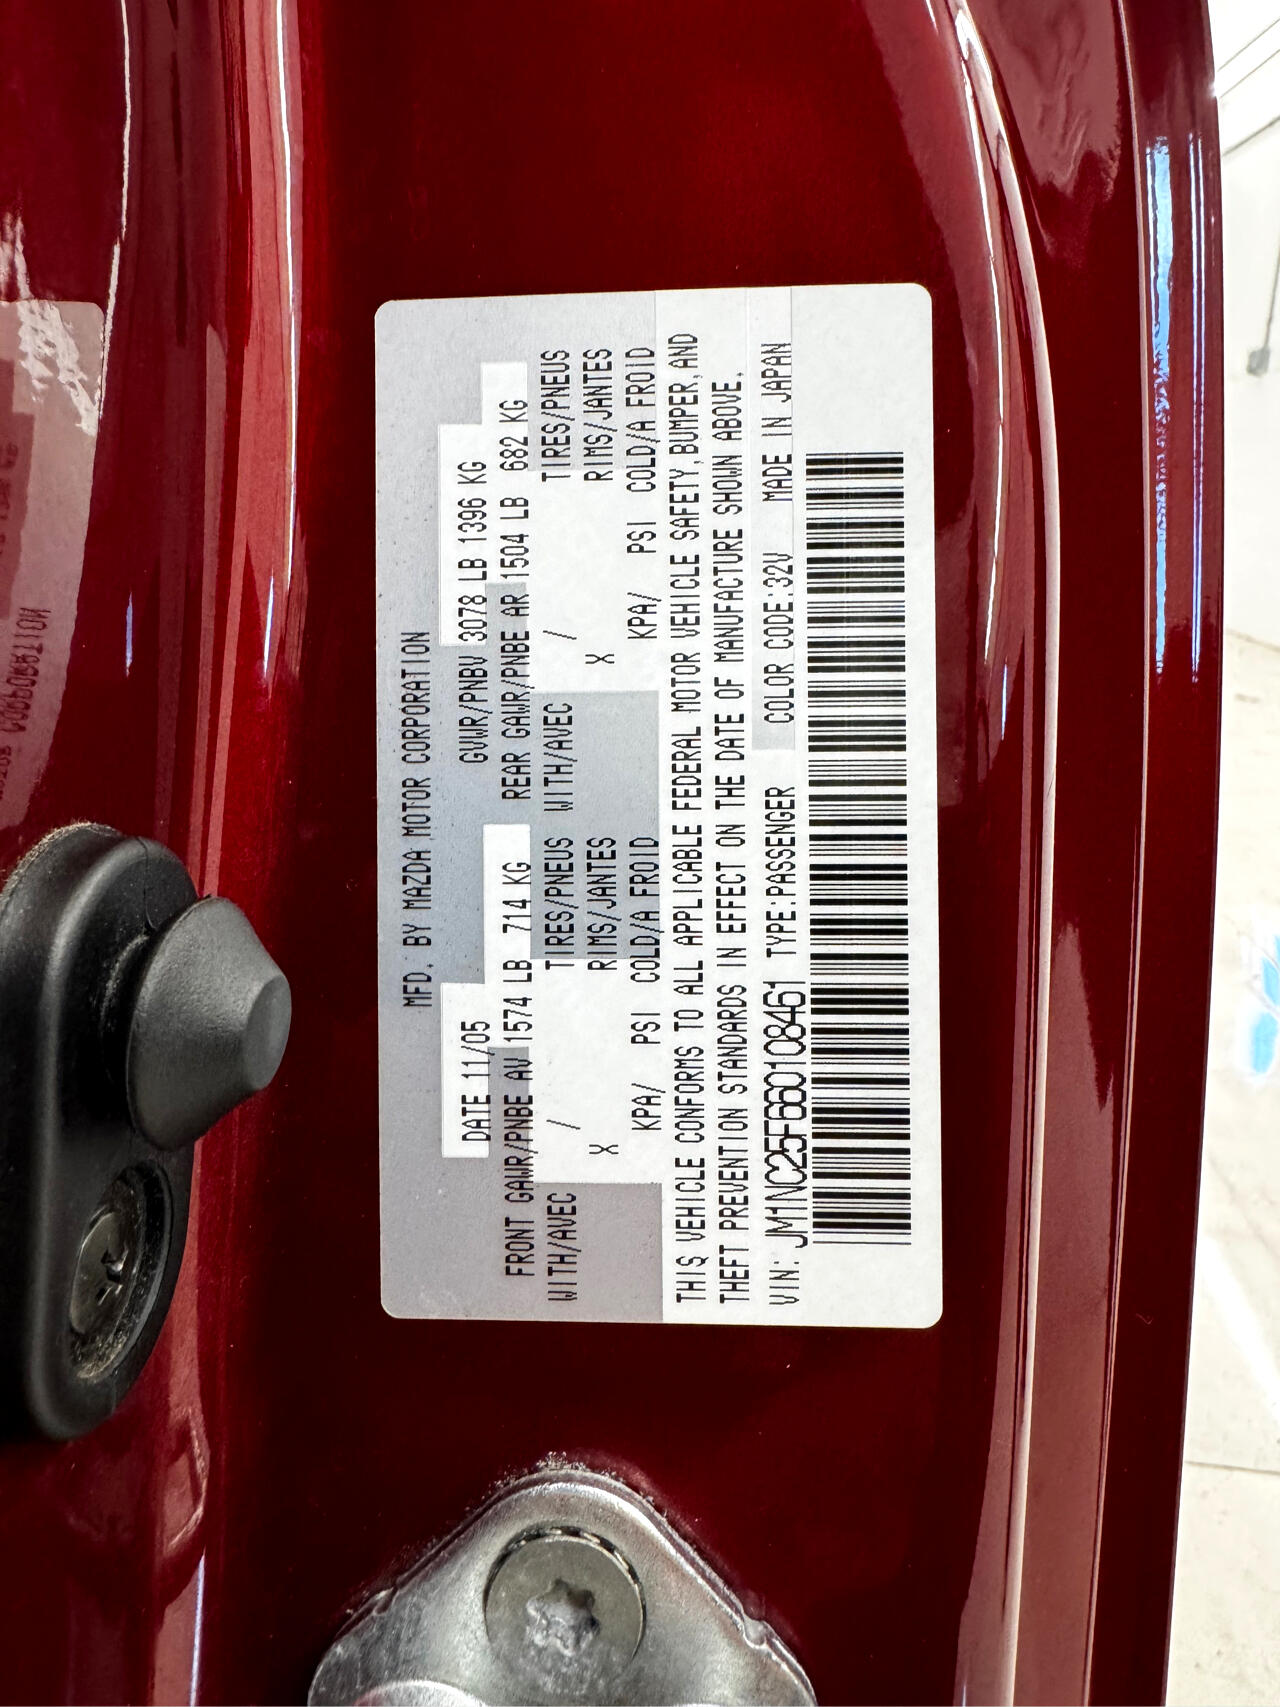 MFD. BY MAZDA MOTOR CORPORATION
DATE 11/05 GVWR/PNBV 3078 LB 1396 KG
FRONT GAWR/PNBE AV 1574 LB 714 KG REAR GAWR/PNBE AR 1504 LB 682 KG
WITH/AVEC / TIRES/PNEUS WITH/AVEC / TIRES/PNEUS
X RIMS/JANTES X RIMS/JANTES
KPA/ PSI COLD/A FROID KPA/ PSI COLD/A FROID
THIS VEHICLE CONFORMS TO ALL APPLICABLE FEDERAL MOTOR VEHICLE SAFETY,BUMPER,AND
THEFT PREVENTION STANDARDS IN EFFECT ON THE DATE OF MANUFACTURE SHOWN ABOVE.
VIN: JM1NC25F660108461 TYPE:PASSENGER COLOR CODE:32V MADE IN JAPAN